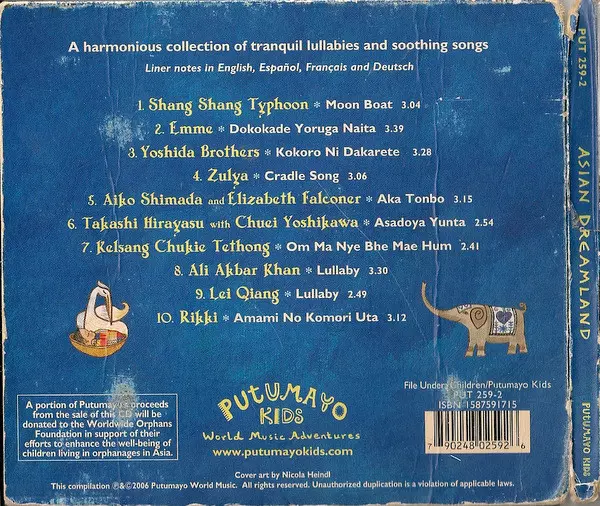 A harmonious collection of tranquil lullabies and soothing songs
Liner notes in English, Español, Français and Deutsch
1. Shang Shang Typhoon * Moon Boat 3.04
2. Emme * Dokokade Yoruga Naita 3.39
3. Yoshida Brothers * Kokoro Ni Dakarete 3.28
4. Zulya * Cradle Song 3.06
5. Aiko Shimada and Elizabeth Falconer * Aka Tonbo 3.15
6. Takashi Hirayasu with Chuei Yoshikawa * Asadoya Yunta 2.54
7. Kelsang Chukie Tethong * Om Ma Nye Bhe Mae Hum 2.41
8. Ali Akbar Khan * Lullaby 3.30
9. Lei Qiang * Lullaby 2.49
10. Rikki * Amami No Komori Uta 3.12
A portion of Putumayo's proceeds
from the sale of this CD will be
donated to the Worldwide Orphans
Foundation in support of their
efforts to enhance the well-being of
children living in orphanages in Asia.
PUTUMAYO
KIDS
World Music Adventures
www.putumayokids.com
File Under: Children/Putumayo Kids
PUT 259-2
ISBN 1587591715
7 90248 02592 6
Cover art by Nicola Heindl
This compilation ℗&©2006 Putumayo World Music. All rights reserved. Unauthorized duplication is a violation of applicable laws.
PUT 259-2
ASIAN DREAMLAND
PUTUMAYO KIDS